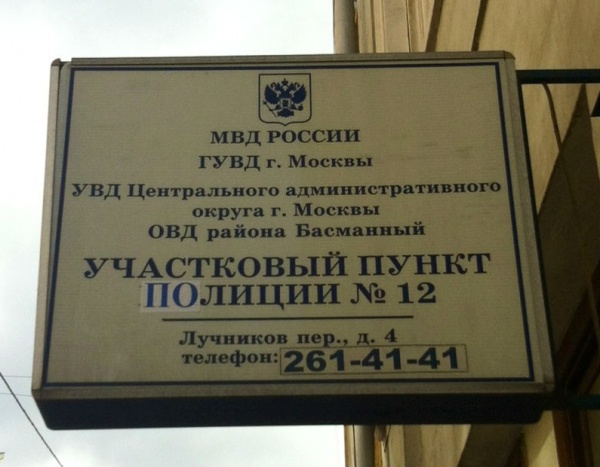 МВД РОССИИ
ГУВД г. Москвы
УВД Центрального административного
округа г. Москвы
ОВД района Басманный
УЧАСТКОВЫЙ ПУНКТ
ПОЛИЦИИ № 12
Лучников пер., д. 4
телефон: 261-41-41